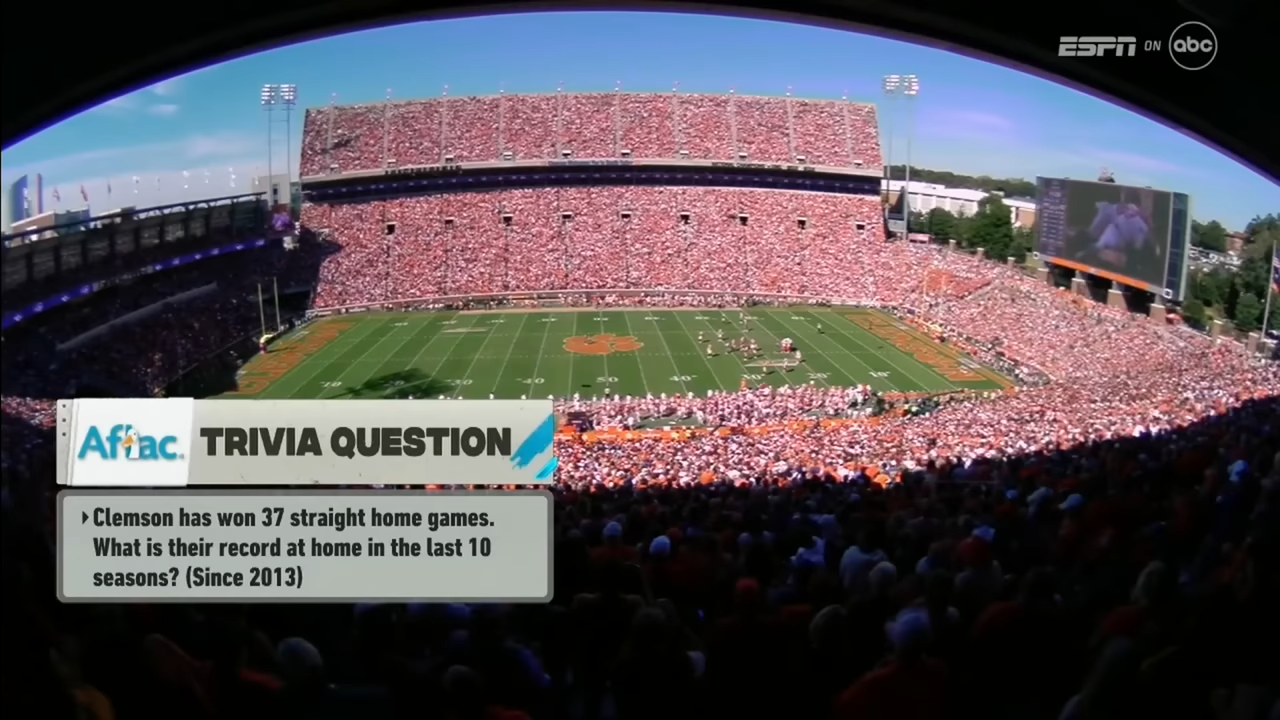 ESPN ON abc
Aflac.
TRIVIA QUESTION
Clemson has won 37 straight home games.
What is their record at home in the last 10
seasons? (Since 2013)